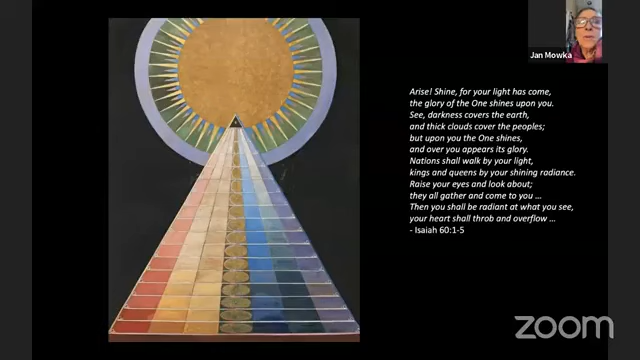 Jan Mowka
Arise! Shine, for your light has come,
the glory of the One shines upon you.
See, darkness covers the earth,
and thick clouds cover the peoples;
but upon you the One shines,
and over you appears its glory.
Nations shall walk by your light,
kings and queens by your shining radiance.
Raise your eyes and look about;
they all gather and come to you …
Then you shall be radiant at what you see,
your heart shall throb and overflow …
- Isaiah 60:1-5
zoom